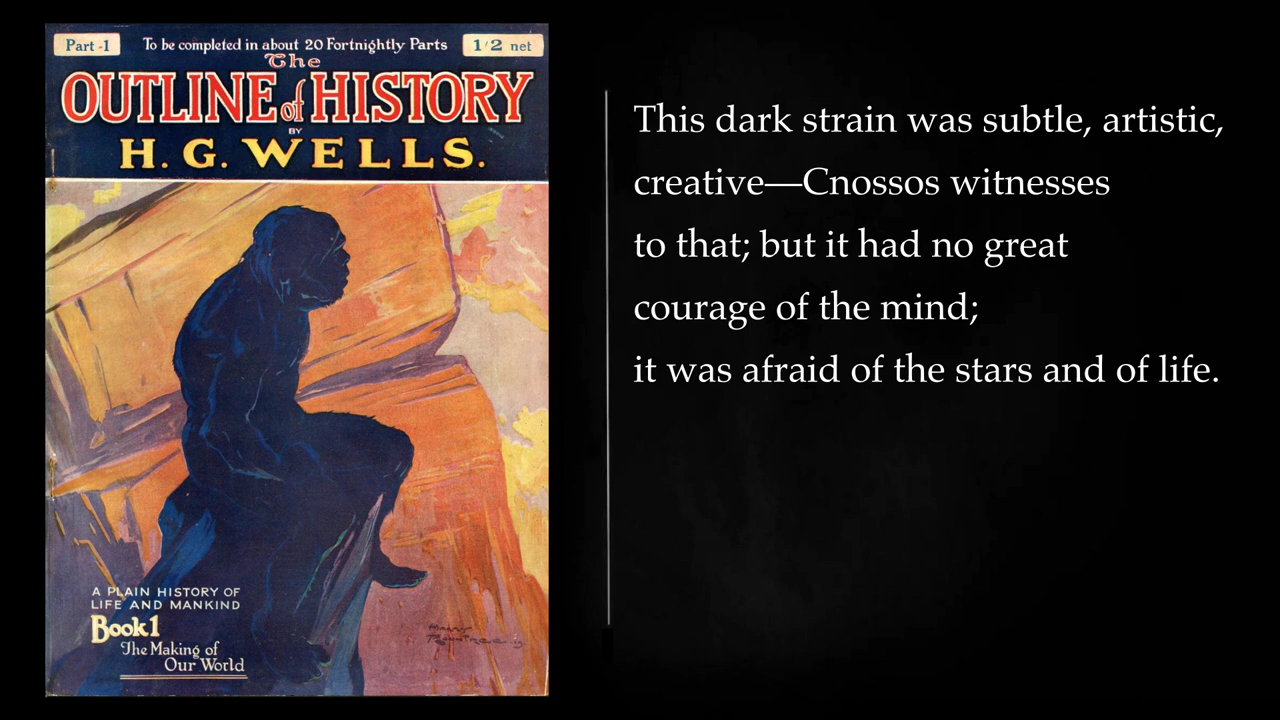 Part -1
To be completed in about 20 Fortnightly Parts
1/2 net
The
OUTLINE of HISTORY
BY
H. G. WELLS.
A PLAIN HISTORY OF
LIFE AND MANKIND
Book 1
The Making of
Our World
This dark strain was subtle, artistic,
creative—Cnossos witnesses
to that; but it had no great
courage of the mind;
it was afraid of the stars and of life.